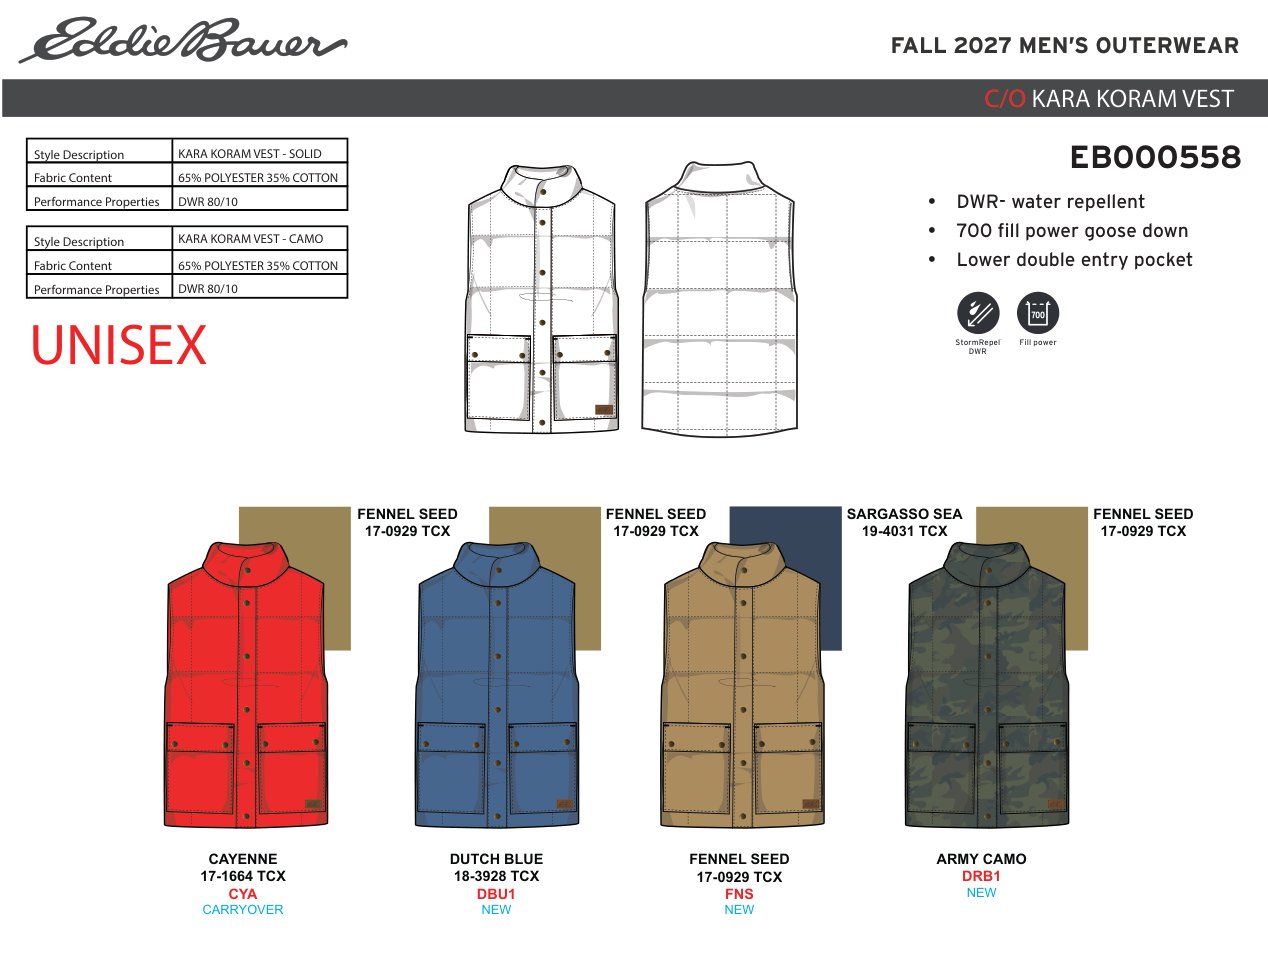 Eddie Bauer
FALL 2027 MEN'S OUTERWEAR
C/O KARA KORAM VEST
Style Description KARA KORAM VEST - SOLID
Fabric Content 65% POLYESTER 35% COTTON
Performance Properties DWR 80/10
Style Description KARA KORAM VEST - CAMO
Fabric Content 65% POLYESTER 35% COTTON
Performance Properties DWR 80/10
UNISEX
EB000558
• DWR- water repellent
• 700 fill power goose down
• Lower double entry pocket
700
StormRepel
DWR
Fill power
FENNEL SEED
17-0929 TCX
FENNEL SEED
17-0929 TCX
SARGASSO SEA
19-4031 TCX
FENNEL SEED
17-0929 TCX
CAYENNE
17-1664 TCX
CYA
CARRYOVER
DUTCH BLUE
18-3928 TCX
DBU1
NEW
FENNEL SEED
17-0929 TCX
FNS
NEW
ARMY CAMO
DRB1
NEW